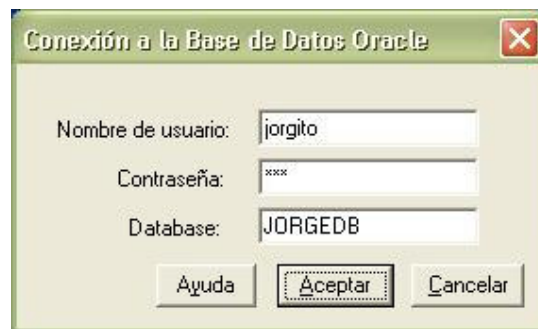 Conexión a la Base de Datos Oracle
Nombre de usuario: jorgito
Contraseña: ***
Database: JORGEDB
Ayuda Aceptar Cancelar